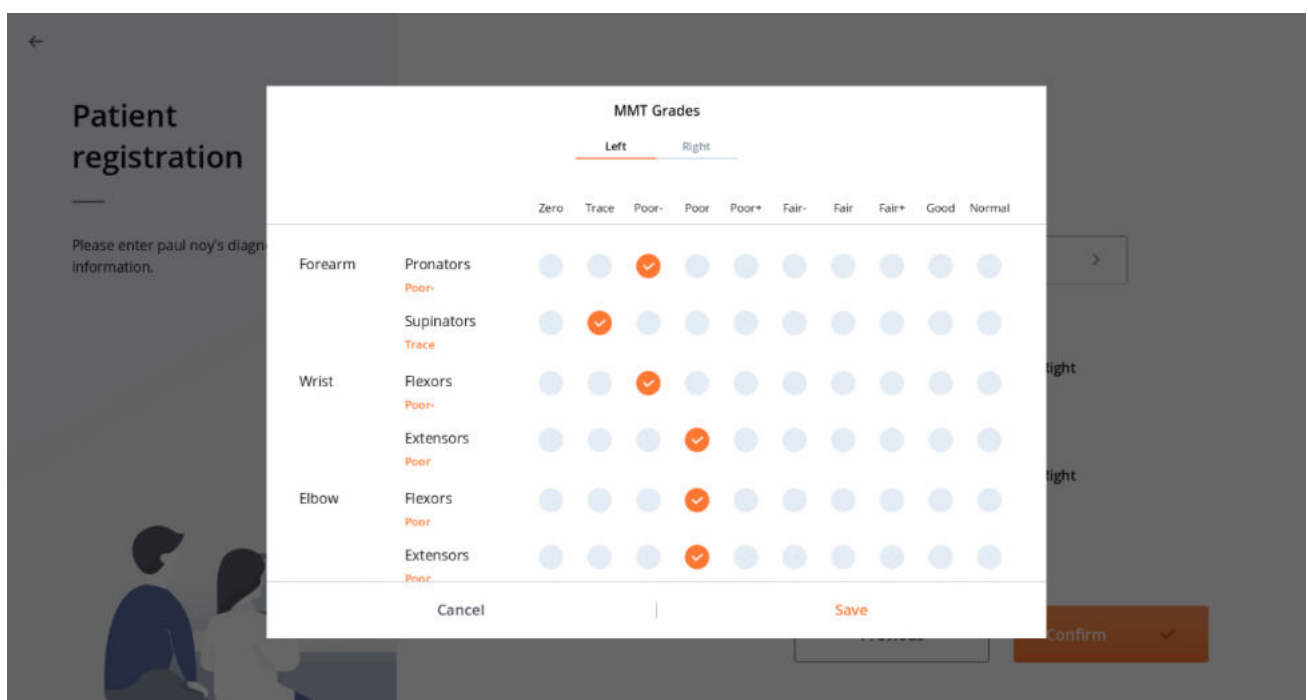 ←
Patient
registration
Please enter paul noy's diagn
information.
MMT Grades
Left Right
Zero Trace Poor- Poor Poor+ Fair- Fair Fair+ Good Normal
Forearm Pronators
Poor-
Supinators
Trace
Wrist Flexors
Poor-
Extensors
Poor
Elbow Flexors
Poor
Extensors
Poor
Cancel | Save
Confirm